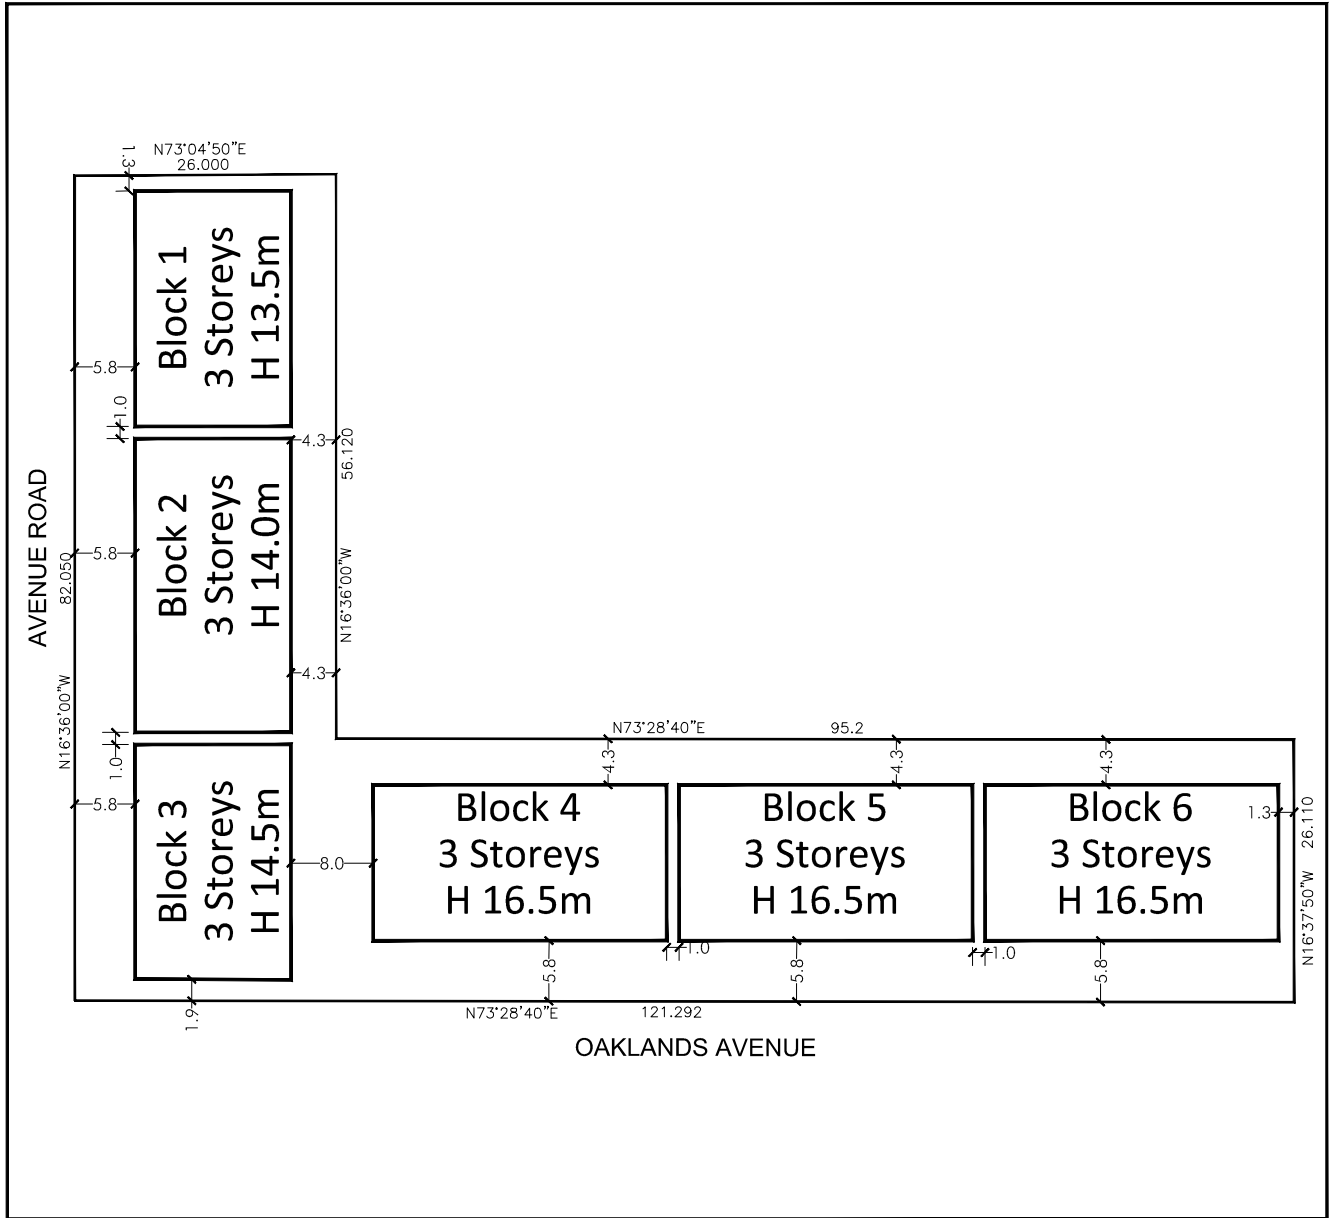 N73°04'50"E
26.000
1.3
Block 1
3 Storeys
H 13.5m
5.8
1.0
4.3
56.120
N16°36'00"W
AVENUE ROAD
82.050
N16°36'00"W
5.8
Block 2
3 Storeys
H 14.0m
4.3
1.0
5.8
Block 3
3 Storeys
H 14.5m
1.9
8.0
N73°28'40"E
95.2
4.3
4.3
4.3
Block 4
3 Storeys
H 16.5m
Block 5
3 Storeys
H 16.5m
Block 6
3 Storeys
H 16.5m
1.3
26.110
N16°37'50"W
1.0
1.0
5.8
5.8
5.8
N73°28'40"E
121.292
OAKLANDS AVENUE